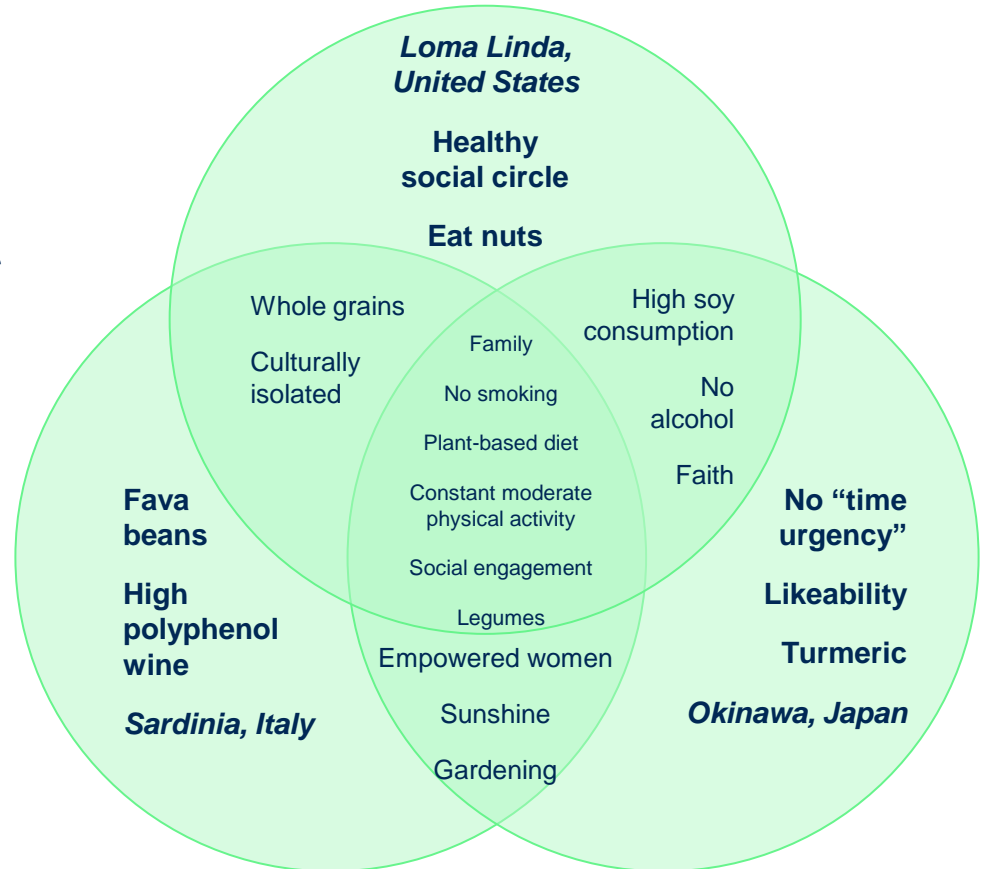 Loma Linda,
United States
Healthy
social circle
Eat nuts
Whole grains
Culturally
isolated
Family
No smoking
Plant-based diet
Constant moderate
physical activity
Social engagement
Legumes
High soy
consumption
No
alcohol
Faith
Fava
beans
High
polyphenol
wine
Sardinia, Italy
Empowered women
Sunshine
Gardening
No “time
urgency”
Likeability
Turmeric
Okinawa, Japan